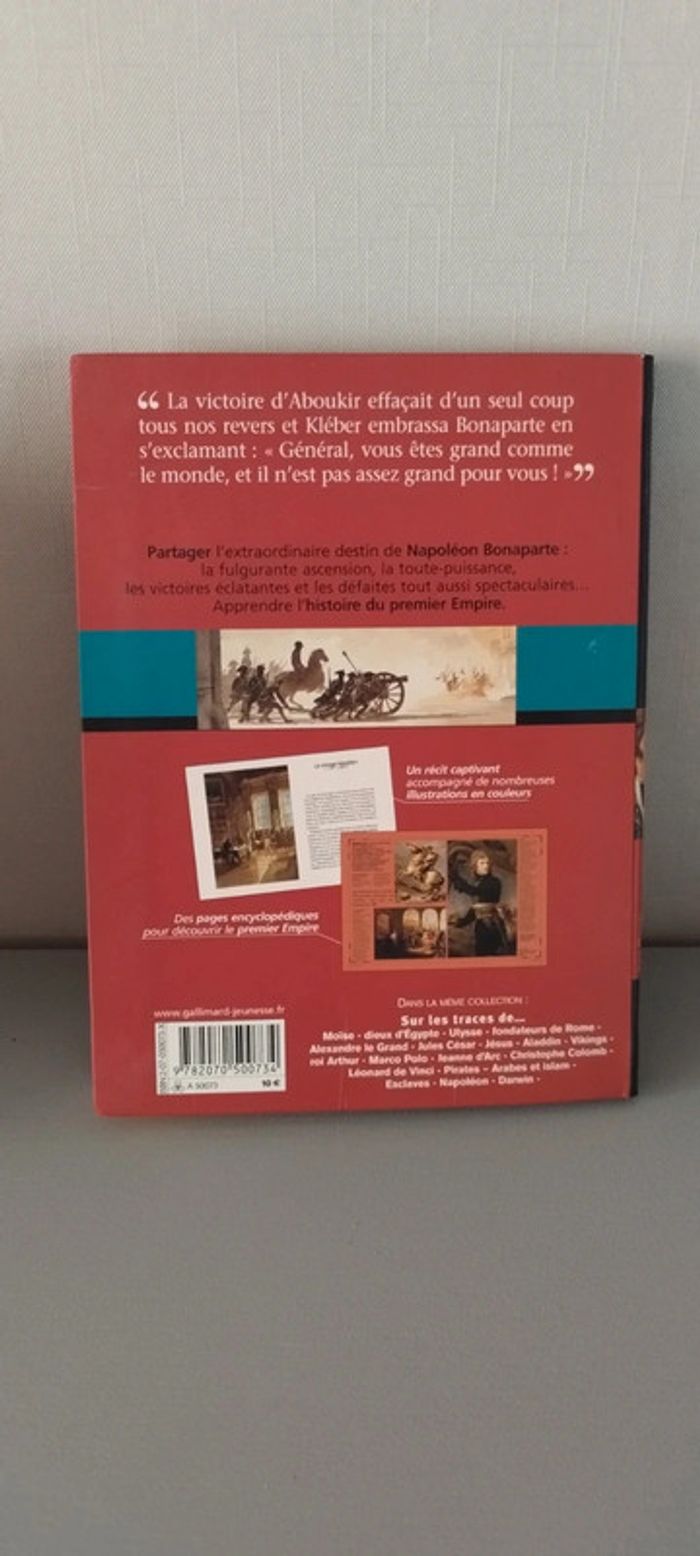 “ La victoire d'Aboukir effaçait d'un seul coup
tous nos revers et Kléber embrassa Bonaparte en
s'exclamant : « Général, vous êtes grand comme
le monde, et il n'est pas assez grand pour vous ! »”
Partager l'extraordinaire destin de Napoléon Bonaparte :
la fulgurante ascension, la toute-puissance,
les victoires éclatantes et les défaites tout aussi spectaculaires...
Apprendre l'histoire du premier Empire.
Un récit captivant
accompagné de nombreuses
illustrations en couleurs
Des pages encyclopédiques
pour découvrir le premier Empire
www.gallimard-jeunesse.fr
9782070500734
A 50073 10 €
DANS LA MÊME COLLECTION :
Sur les traces de...
Moïse - dieux d'Égypte - Ulysse - fondateurs de Rome -
Alexandre le Grand - Jules César - Jésus - Aladdin - Vikings -
roi Arthur - Marco Polo - Jeanne d'Arc - Christophe Colomb -
Léonard de Vinci - Pirates – Arabes et Islam -
Esclaves - Napoléon - Darwin -